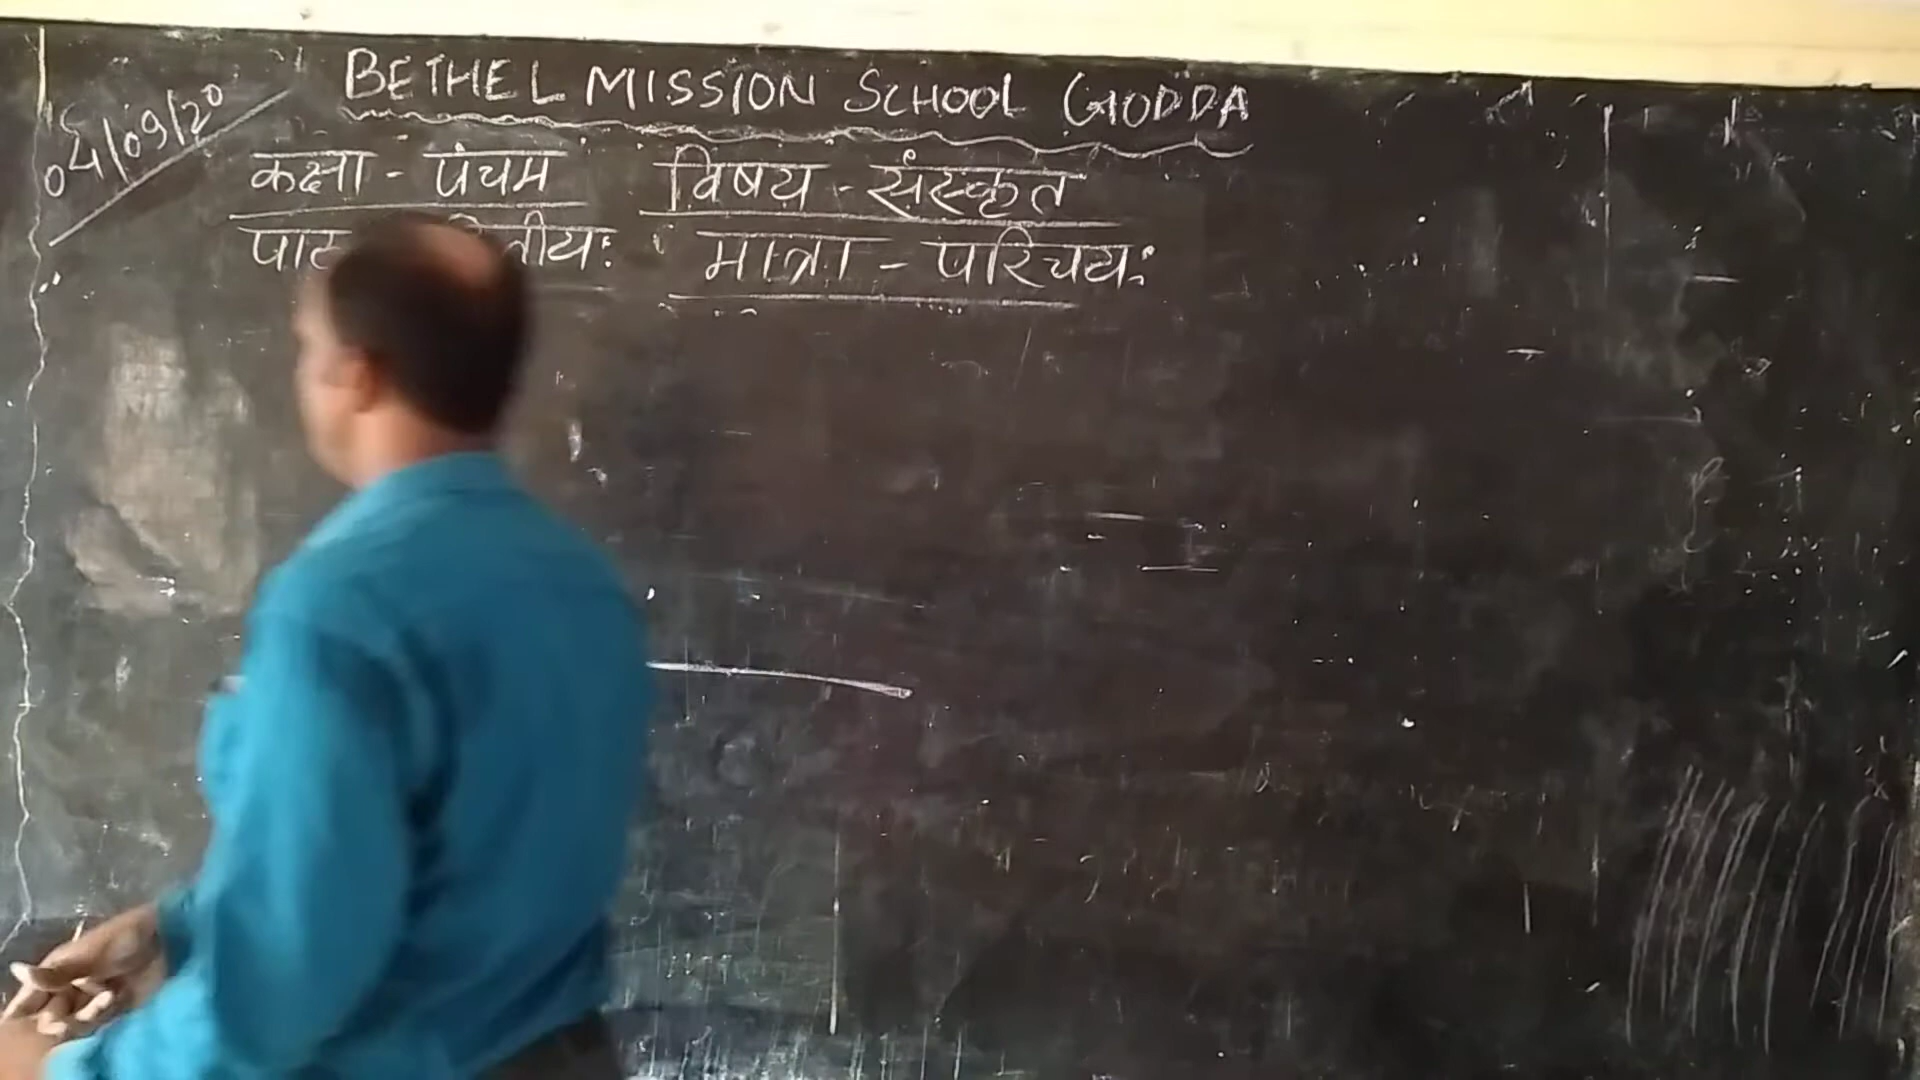 BETHEL MISSION SCHOOL GODDA
04/09/20
कक्षा - पंचम विषय - संस्कृत
मात्रा - परिचयः